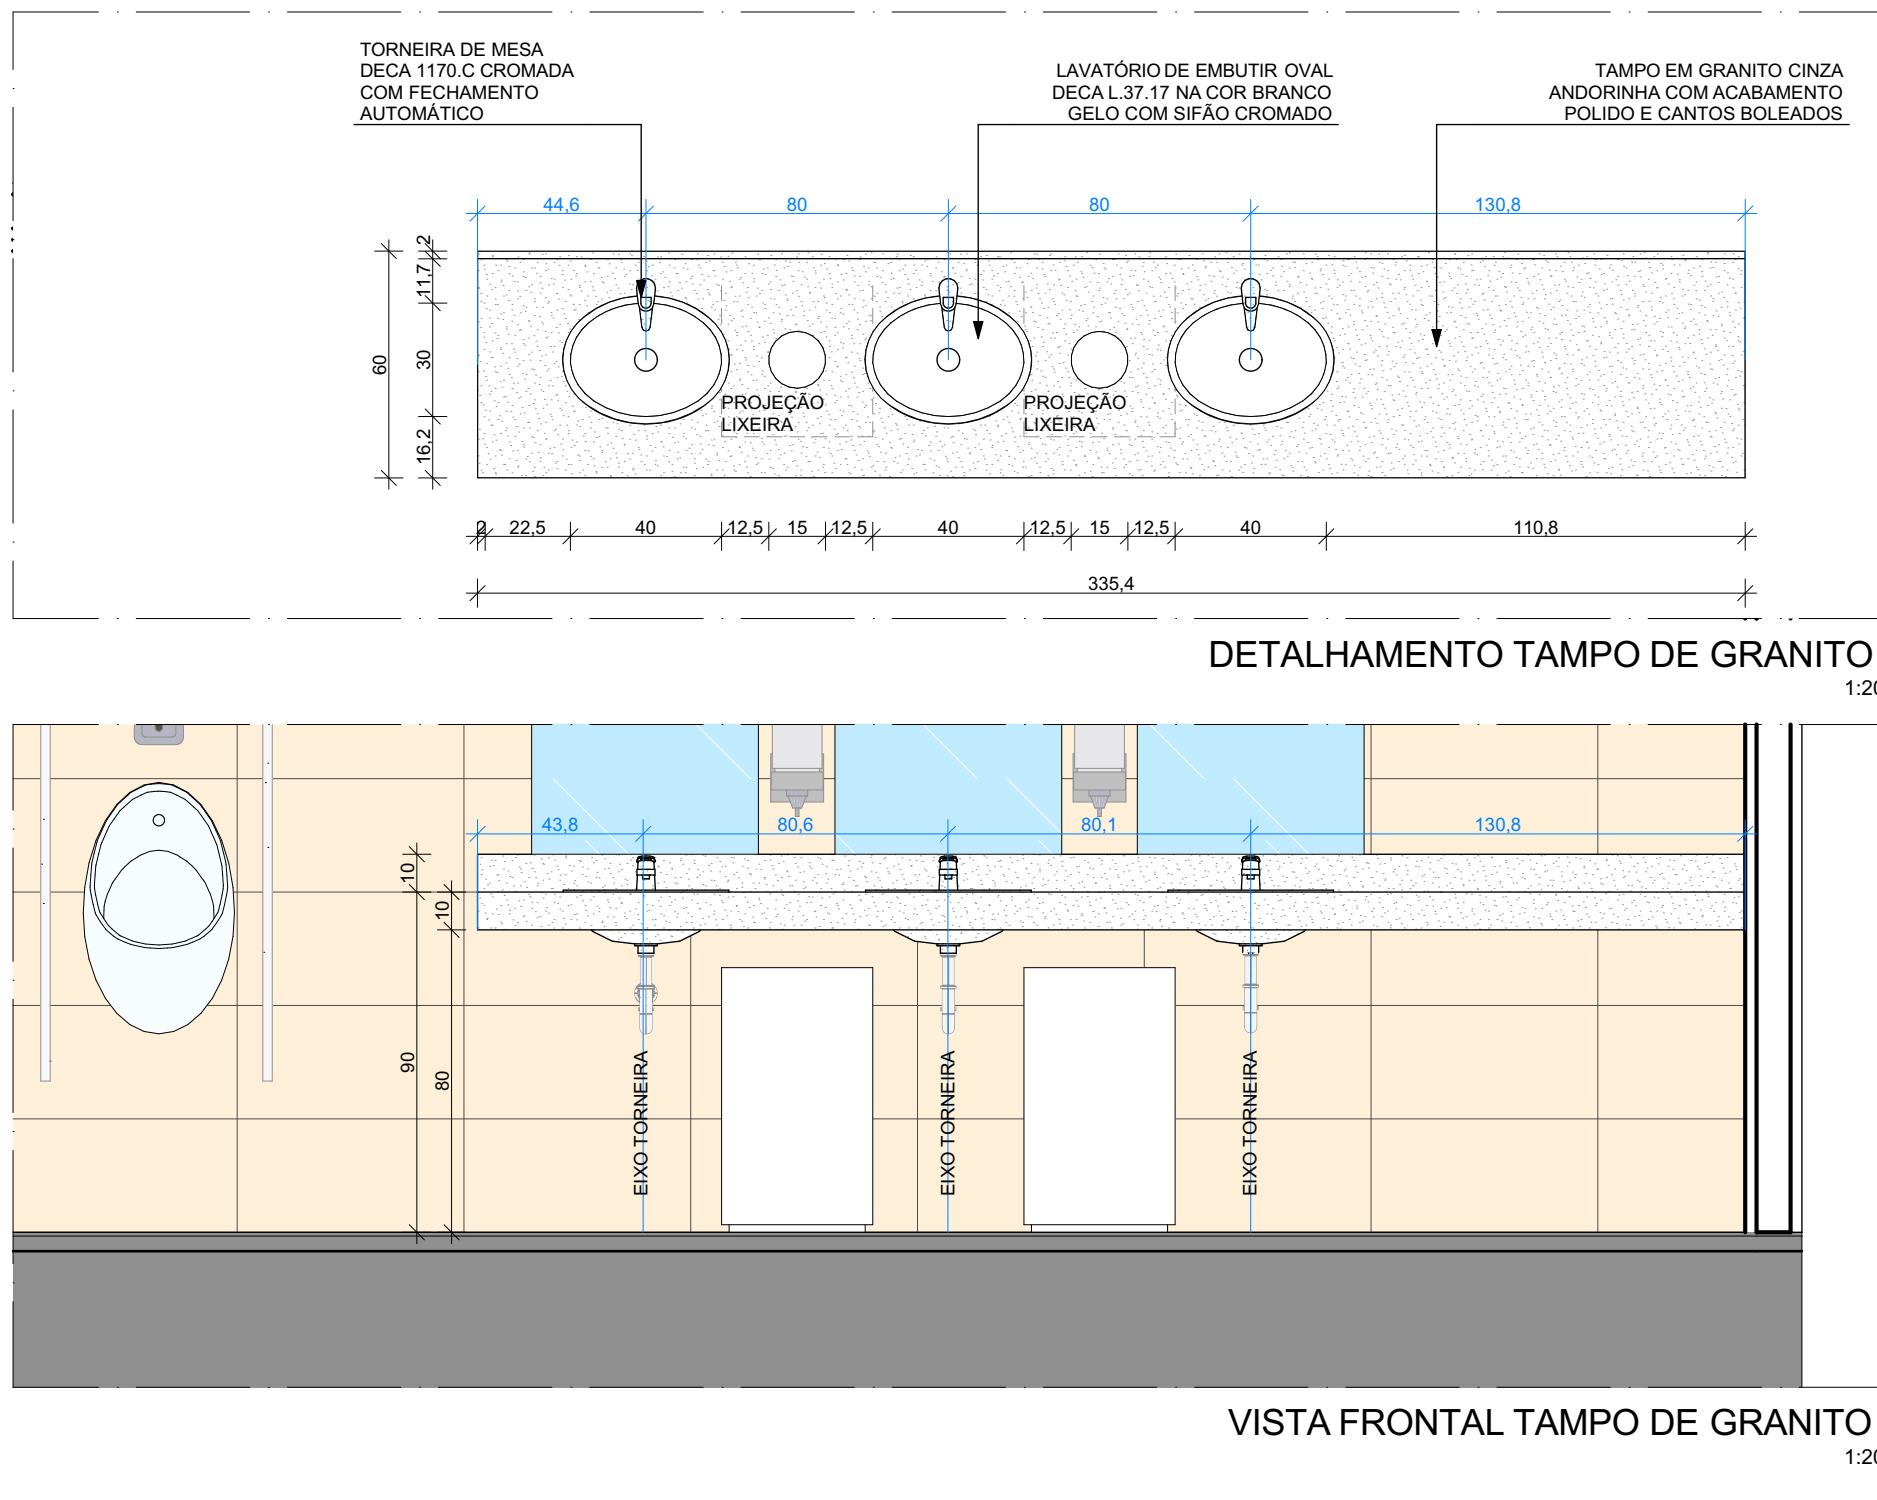 TORNEIRA DE MESA
DECA 1170.C CROMADA
COM FECHAMENTO
AUTOMÁTICO
LAVATÓRIO DE EMBUTIR OVAL
DECA L.37.17 NA COR BRANCO
GELO COM SIFÃO CROMADO
TAMPO EM GRANITO CINZA
ANDORINHA COM ACABAMENTO
POLIDO E CANTOS BOLEADOS
44,6 80 80 130,8
2
11,7
30
16,2
60
PROJEÇÃO
LIXEIRA
PROJEÇÃO
LIXEIRA
2 22,5 40 12,5 15 12,5 40 12,5 15 12,5 40 110,8
335,4
DETALHAMENTO TAMPO DE GRANITO
1:20
43,8 80,6 80,1 130,8
10
10
90
80
EIXO TORNEIRA
EIXO TORNEIRA
EIXO TORNEIRA
VISTA FRONTAL TAMPO DE GRANITO
1:20